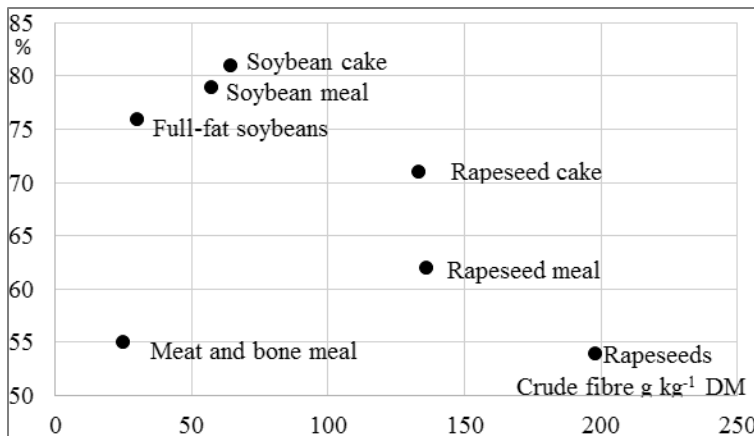 85
%
80
75
70
65
60
55
50
Soybean cake
Soybean meal
Full-fat soybeans
Rapeseed cake
Rapeseed meal
Meat and bone meal
Rapeseeds
Crude fibre g kg⁻¹ DM
0 50 100 150 200 250